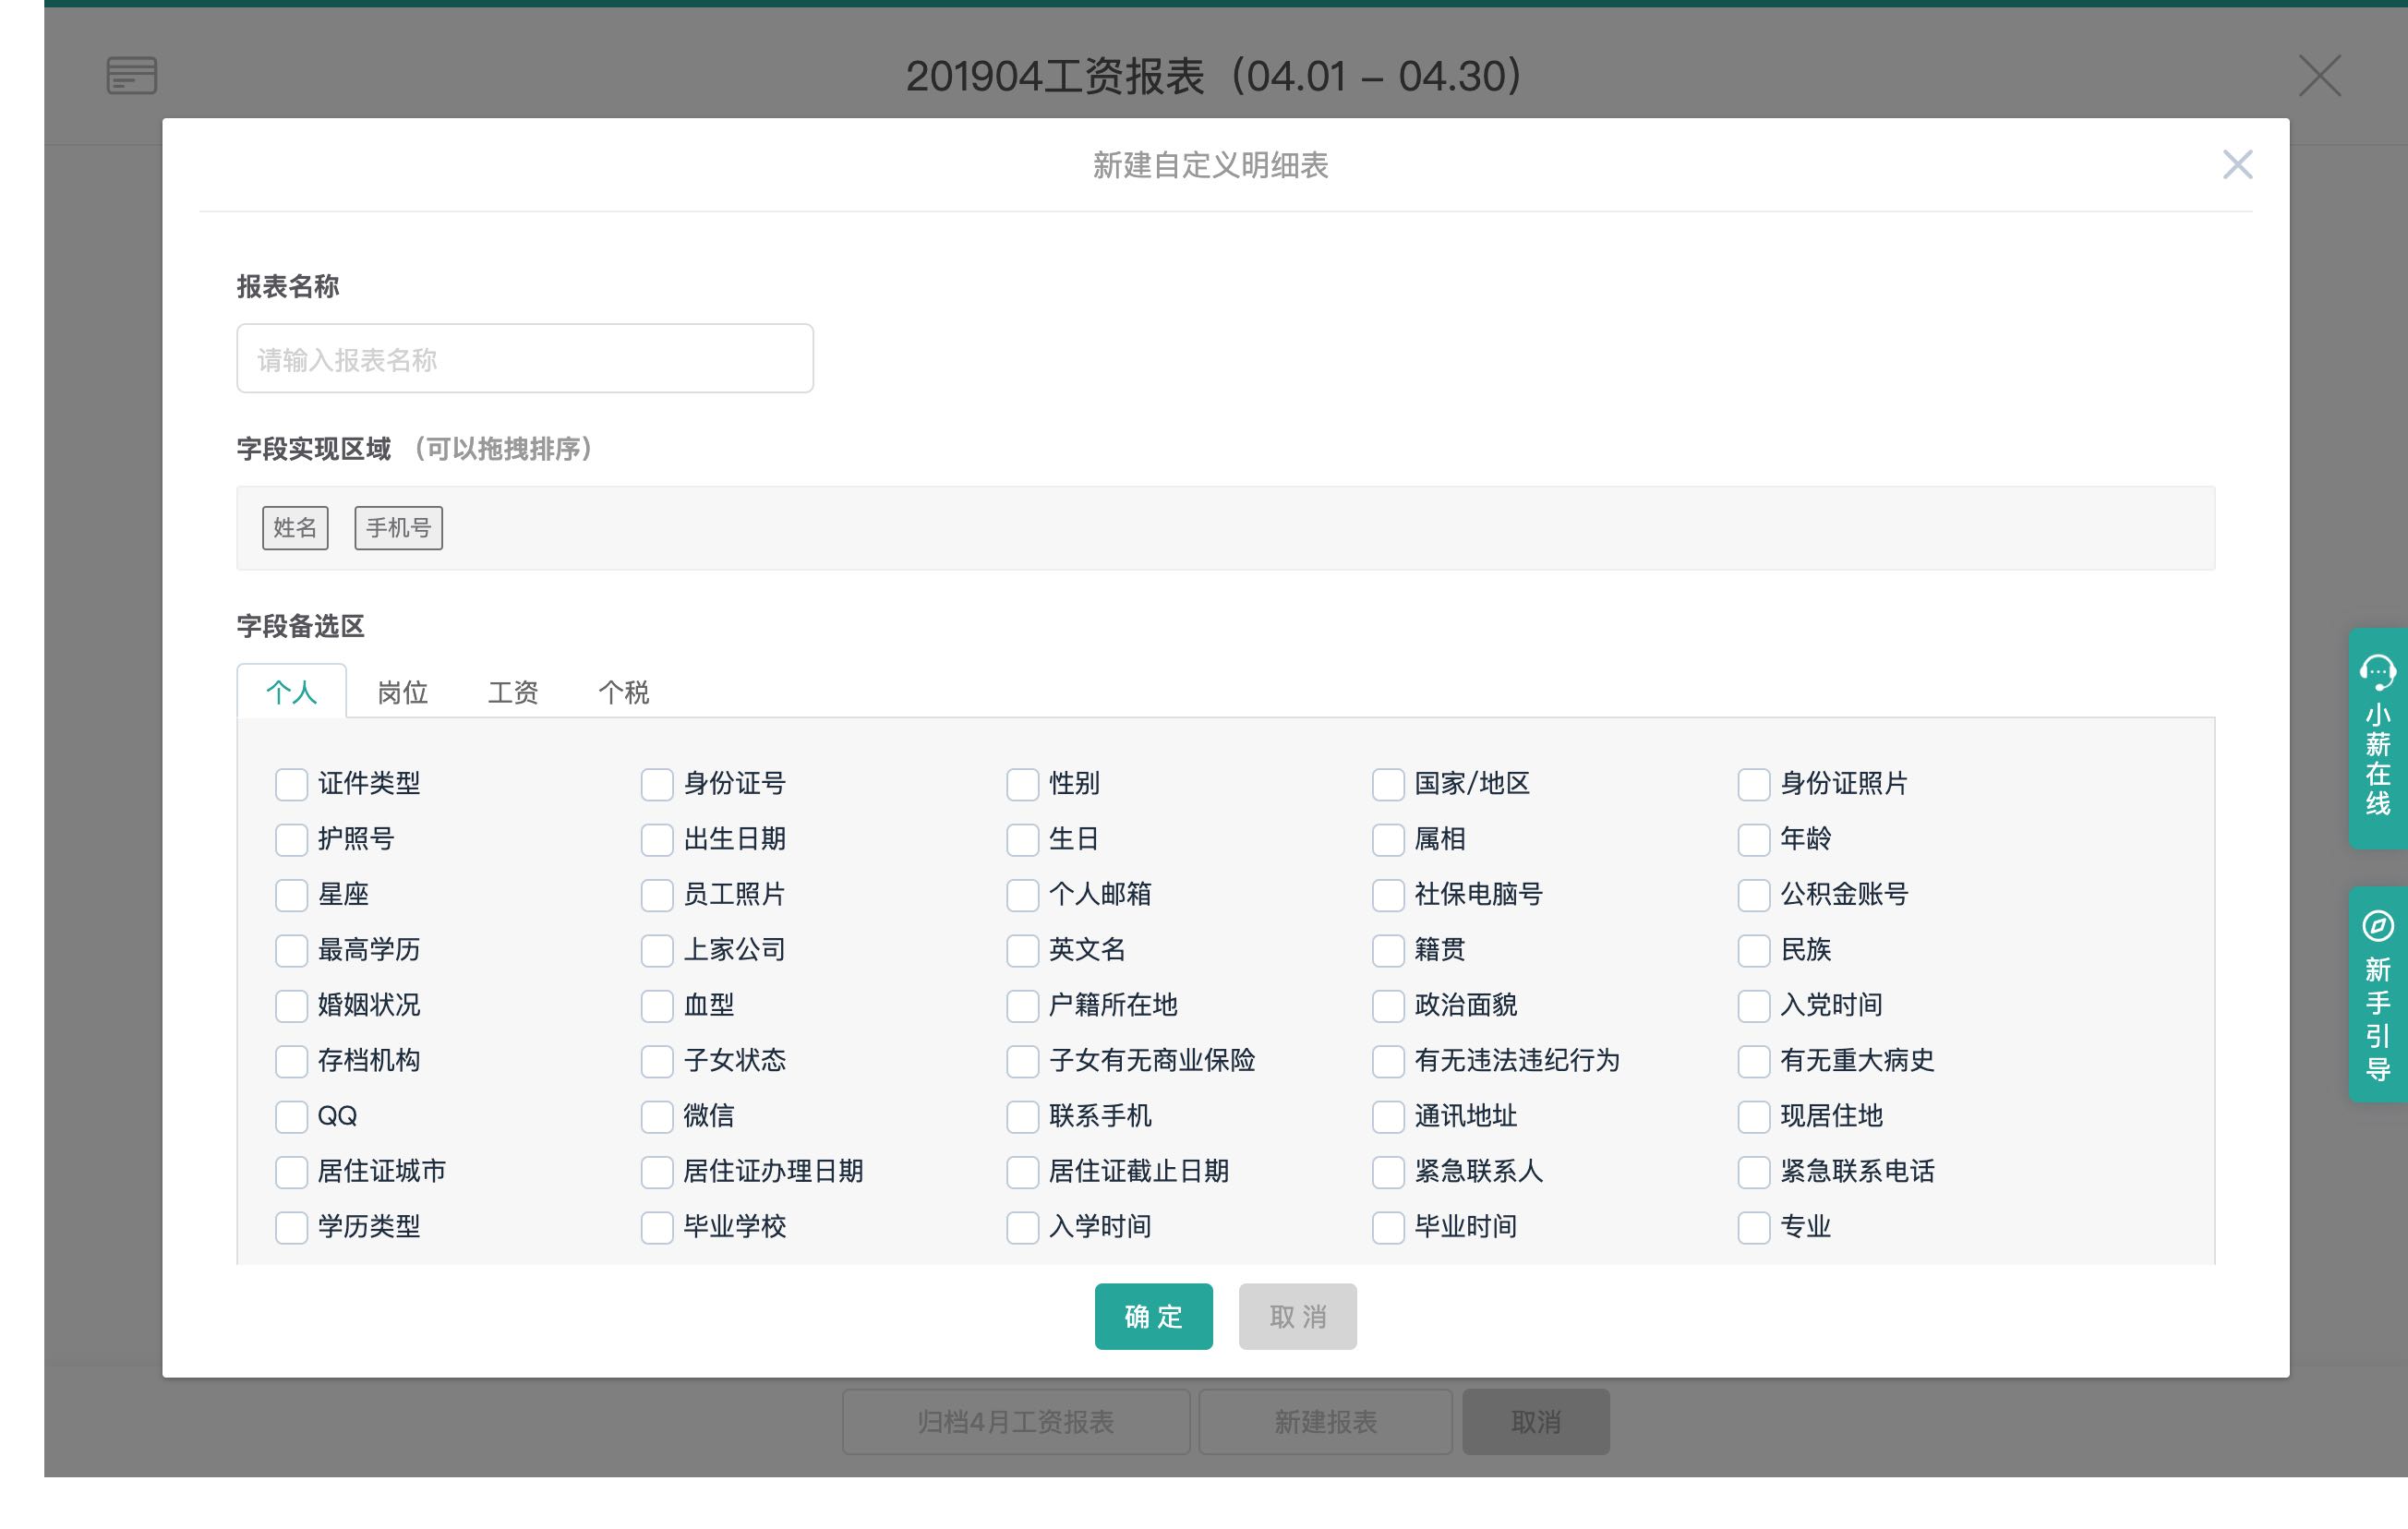 201904工资报表（04.01 – 04.30）
新建自定义明细表
报表名称
请输入报表名称
字段实现区域 （可以拖拽排序）
姓名 手机号
字段备选区
个人 岗位 工资 个税
证件类型 身份证号 性别 国家/地区 身份证照片
护照号 出生日期 生日 属相 年龄
星座 员工照片 个人邮箱 社保电脑号 公积金账号
最高学历 上家公司 英文名 籍贯 民族
婚姻状况 血型 户籍所在地 政治面貌 入党时间
存档机构 子女状态 子女有无商业保险 有无违法违纪行为 有无重大病史
QQ 微信 联系手机 通讯地址 现居住地
居住证城市 居住证办理日期 居住证截止日期 紧急联系人 紧急联系电话
学历类型 毕业学校 入学时间 毕业时间 专业
确定 取消
归档4月工资报表 新建报表 取消
小薪在线
新手引导